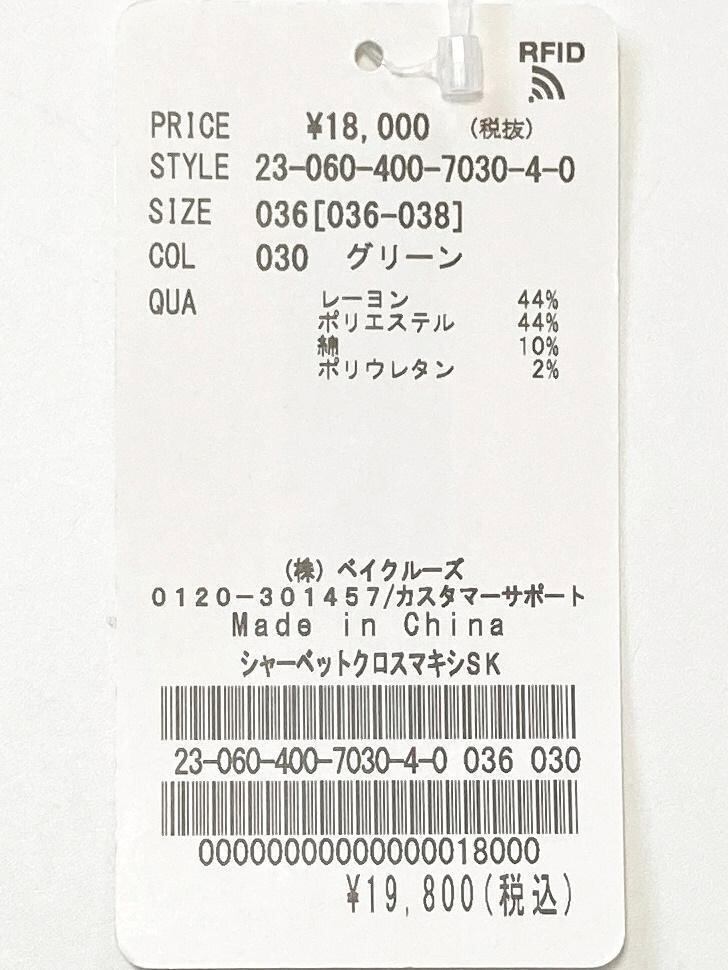 RFID
PRICE ¥18,000 (税抜)
STYLE 23-060-400-7030-4-0
SIZE 036[036-038]
COL 030 グリーン
QUA レーヨン 44%
ポリエステル 44%
綿 10%
ポリウレタン 2%
(株) ベイクルーズ
0120-301457/カスタマーサポート
Made in China
シャーベットクロスマキシSK
23-060-400-7030-4-0 036 030
00000000000000018000
¥19,800(税込)